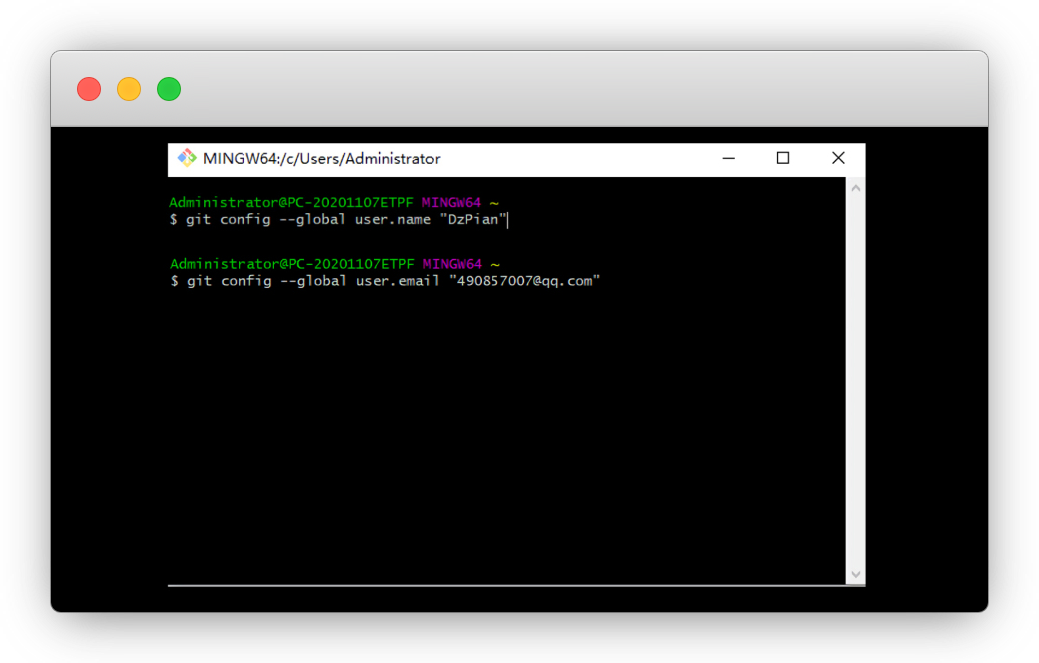 MINGW64:/c/Users/Administrator
Administrator@PC-20201107ETPF MINGW64 ~
$ git config --global user.name "DzPian"
Administrator@PC-20201107ETPF MINGW64 ~
$ git config --global user.email "490857007@qq.com"